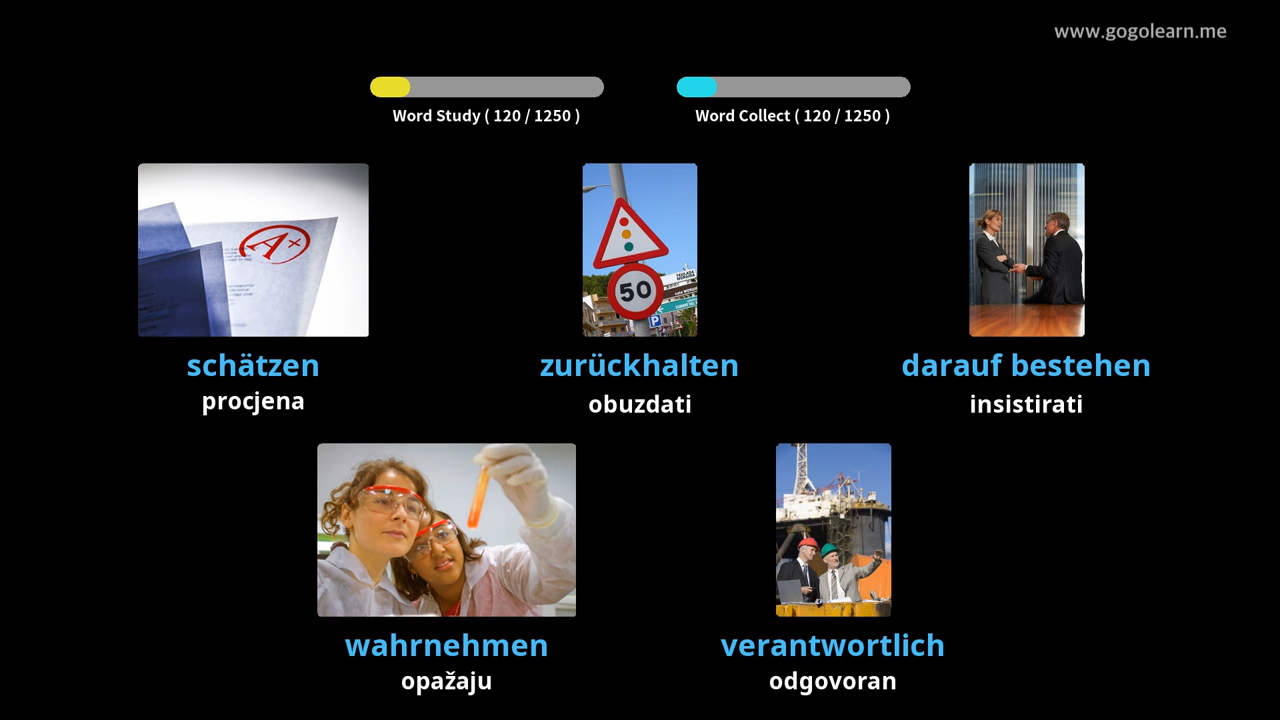 www.gogolearn.me
Word Study ( 120 / 1250 )
Word Collect ( 120 / 1250 )
A+
50
P
schätzen
zurückhalten
darauf bestehen
procjena
obuzdati
insistirati
wahrnehmen
verantwortlich
opažaju
odgovoran